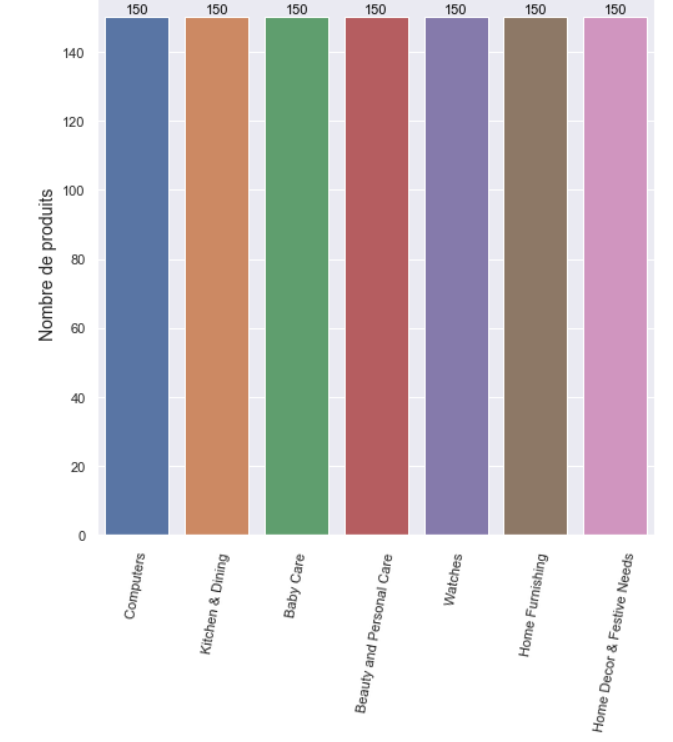 150 150 150 150 150 150 150
140
120
100
80
60
40
20
0
Nombre de produits
Computers
Kitchen & Dining
Baby Care
Beauty and Personal Care
Watches
Home Furnishing
Home Decor & Festive Needs